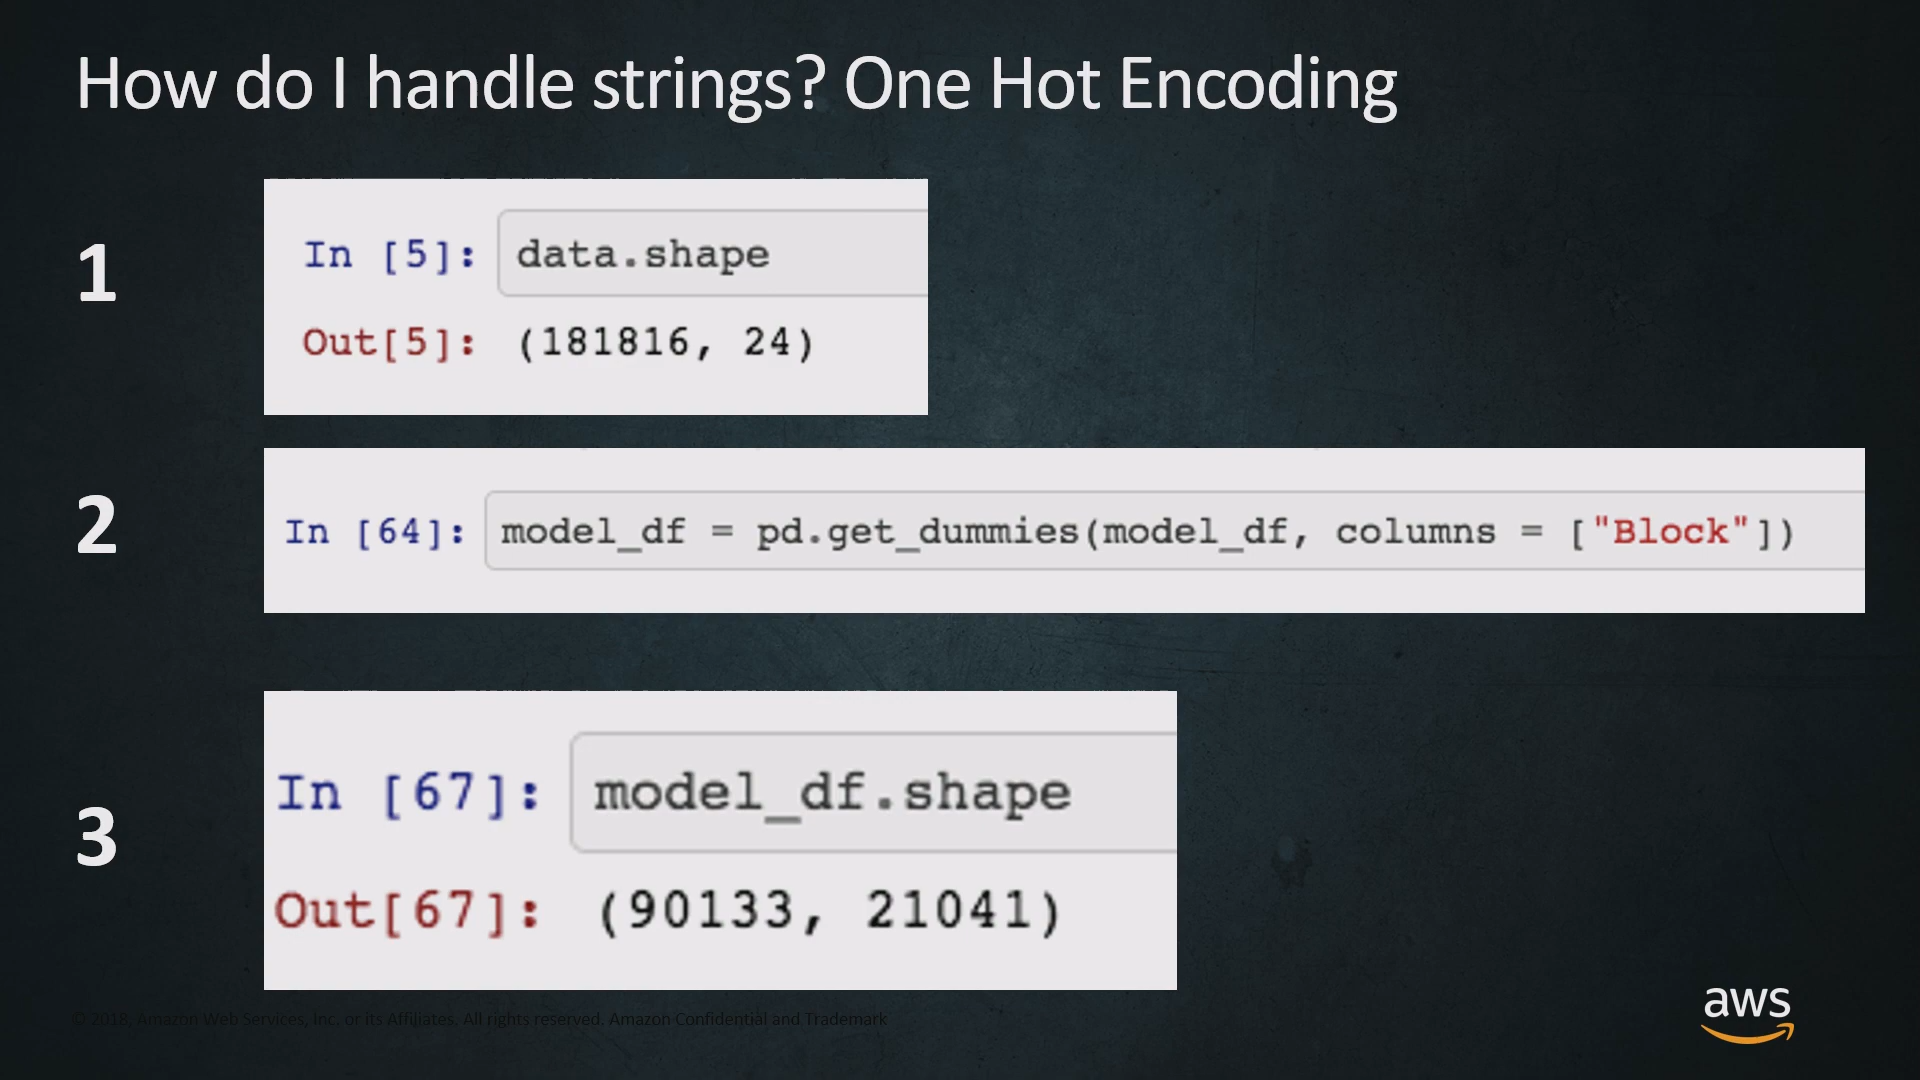 How do I handle strings? One Hot Encoding
1
In [5]: data.shape
Out[5]: (181816, 24)
2
In [64]: model_df = pd.get_dummies(model_df, columns = ["Block"])
3
In [67]: model_df.shape
Out[67]: (90133, 21041)
© 2018, Amazon Web Services, Inc. or its Affiliates. All rights reserved. Amazon Confidential and Trademark
aws